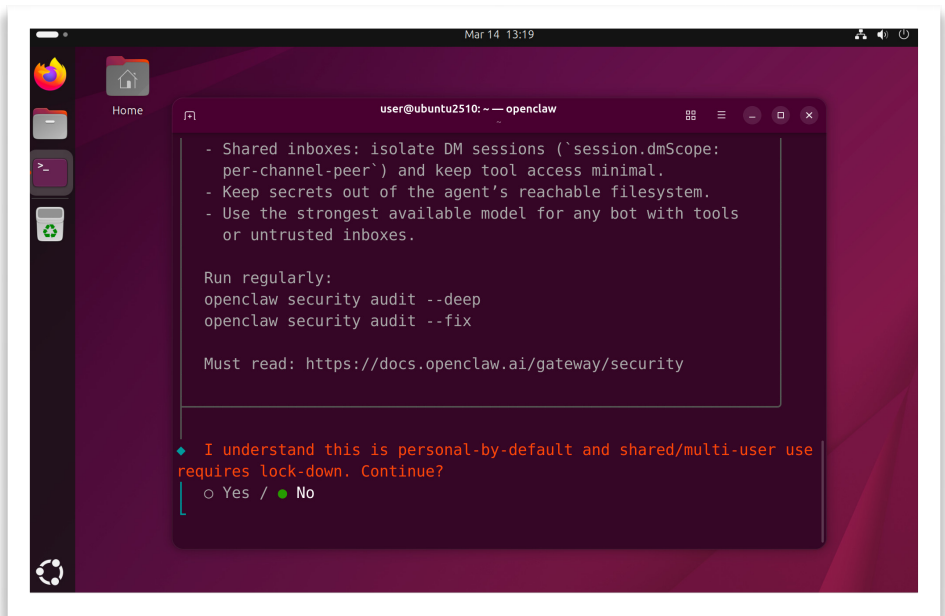 Mar 14 13:19
Home
user@ubuntu2510: ~ — openclaw
~
- Shared inboxes: isolate DM sessions (`session.dmScope:
per-channel-peer`) and keep tool access minimal.
- Keep secrets out of the agent’s reachable filesystem.
- Use the strongest available model for any bot with tools
or untrusted inboxes.
Run regularly:
openclaw security audit --deep
openclaw security audit --fix
Must read: https://docs.openclaw.ai/gateway/security
I understand this is personal-by-default and shared/multi-user use
requires lock-down. Continue?
○ Yes / ● No